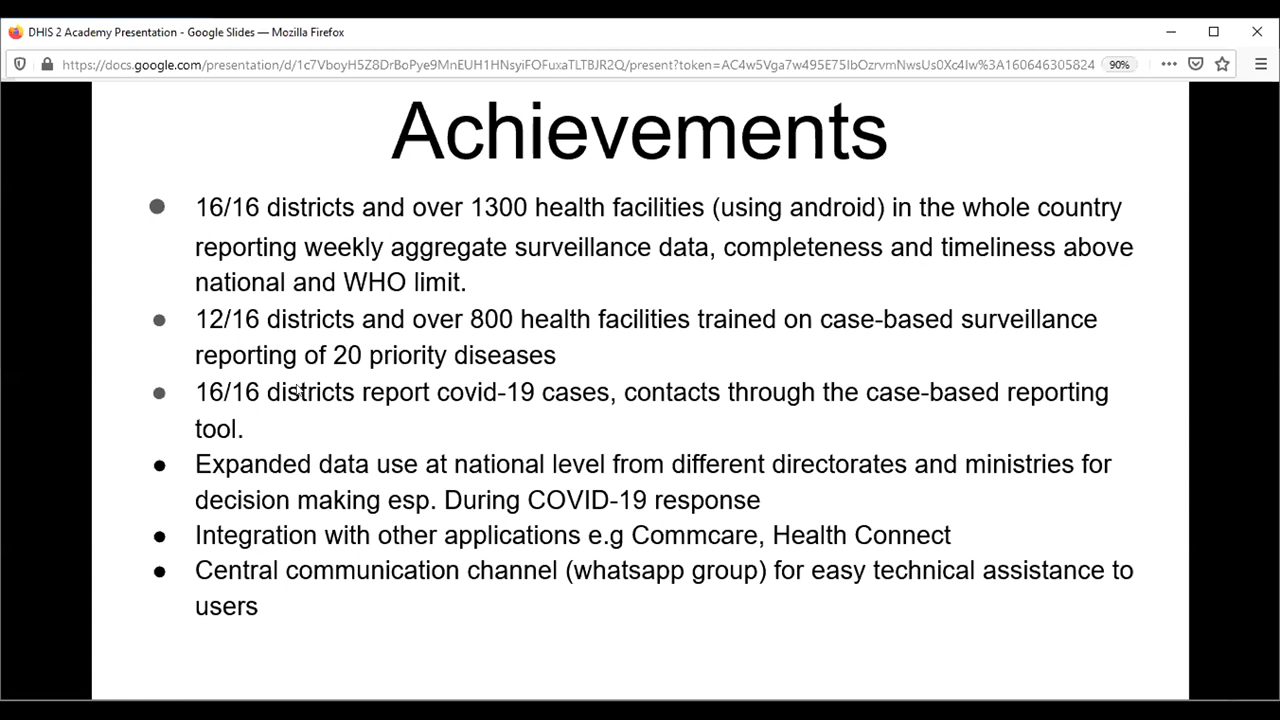 DHIS 2 Academy Presentation - Google Slides — Mozilla Firefox
https://docs.google.com/presentation/d/1c7VboyH5Z8DrBoPye9MnEUH1HNsyiFOFuxaTLTBJR2Q/present?token=AC4w5Vga7w495E75IbOzrvmNwsUs0Xc4Iw%3A160646305824 90%
Achievements
16/16 districts and over 1300 health facilities (using android) in the whole country
reporting weekly aggregate surveillance data, completeness and timeliness above
national and WHO limit.
12/16 districts and over 800 health facilities trained on case-based surveillance
reporting of 20 priority diseases
16/16 districts report covid-19 cases, contacts through the case-based reporting
tool.
Expanded data use at national level from different directorates and ministries for
decision making esp. During COVID-19 response
Integration with other applications e.g Commcare, Health Connect
Central communication channel (whatsapp group) for easy technical assistance to
users